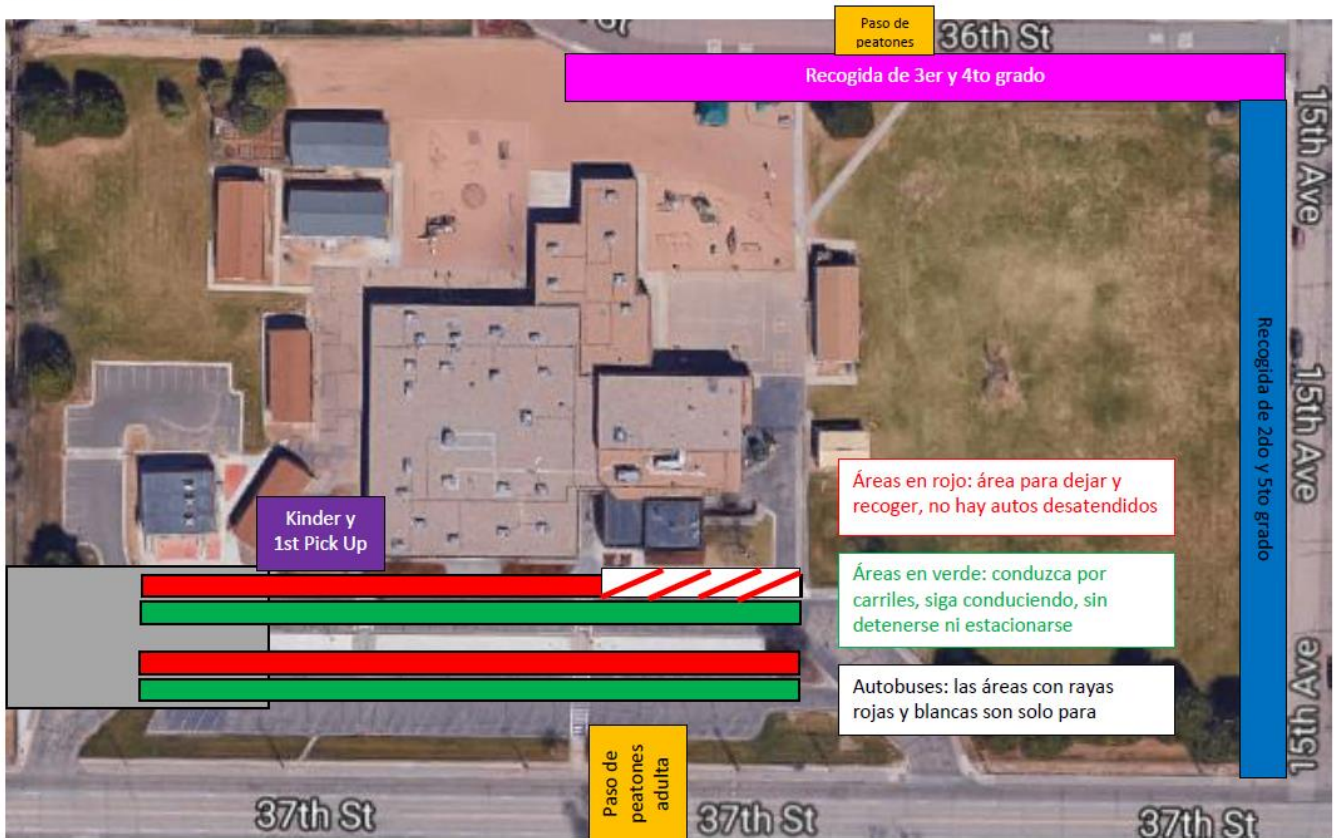 Paso de
peatones
36th St
Recogida de 3er y 4to grado
15th Ave
15th Ave
15th Ave
Recogida de 2do y 5to grado
Áreas en rojo: área para dejar y
recoger, no hay autos desatendidos
Kinder y
1st Pick Up
Áreas en verde: conduzca por
carriles, siga conduciendo, sin
detenerse ni estacionarse
Autobuses: las áreas con rayas
rojas y blancas son solo para
Paso de
peatones
adulta
37th St
37th St
37th St